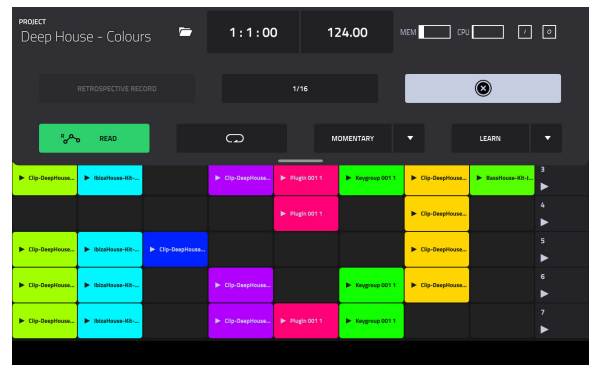 PROJECT
Deep House - Colours
1:1:00
124.00
MEM
CPU
I
O
RETROSPECTIVE RECORD
1/16
R
READ
MOMENTARY
LEARN
Clip-DeepHouse... IbizaHouse-Kit-... Clip-DeepHouse... Plugin 001 1 Keygroup 001 1 Clip-DeepHouse... BassHouse-Kit-J... 3
Plugin 001 1 Clip-DeepHouse... 4
Clip-DeepHouse... IbizaHouse-Kit-... Clip-DeepHouse... Clip-DeepHouse... 5
Clip-DeepHouse... IbizaHouse-Kit-... Clip-DeepHouse... Keygroup 001 1 Clip-DeepHouse... 6
Clip-DeepHouse... IbizaHouse-Kit-... Clip-DeepHouse... Plugin 001 1 Keygroup 001 1 7